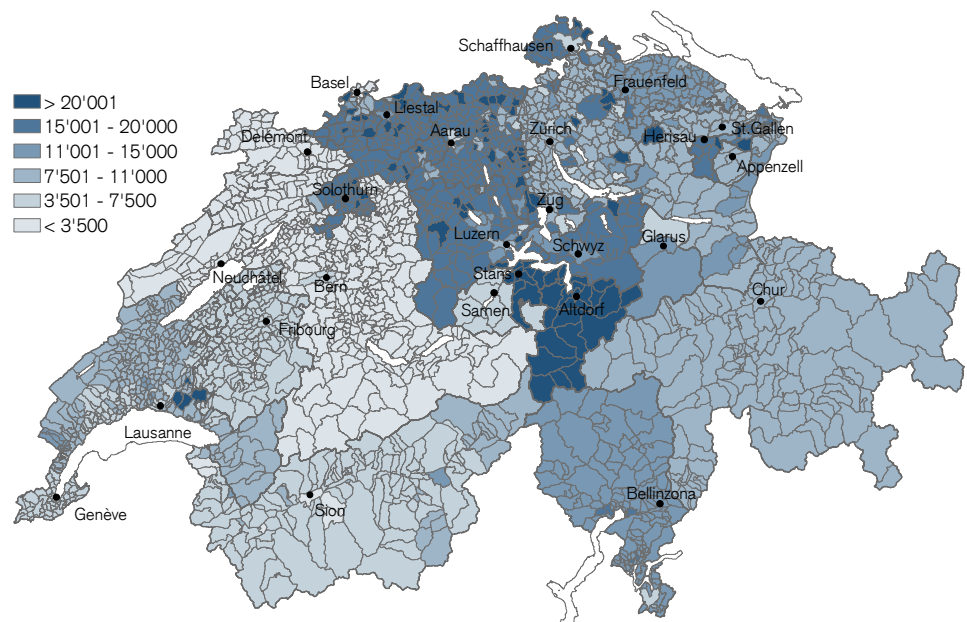 > 20'001
15'001 - 20'000
11'001 - 15'000
7'501 - 11'000
3'501 - 7'500
< 3'500
Schaffhausen
Basel
Frauenfeld
Liestal
Aarau
Zürich
Herisau
St.Gallen
Delémont
Appenzell
Solothurn
Zug
Luzern
Schwyz
Glarus
Neuchâtel
Bern
Stans
Sarnen
Altdorf
Chur
Fribourg
Lausanne
Sion
Bellinzona
Genève